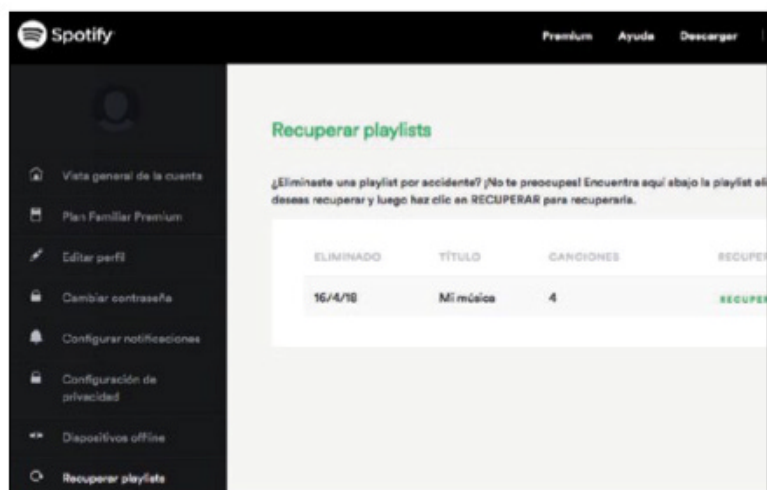 Spotify
Premium Ayuda Descargar
Recuperar playlists
¿Eliminaste una playlist por accidente? ¡No te preocupes! Encuentra aquí abajo la playlist eli
deseas recuperar y luego haz clic en RECUPERAR para recuperarla.
ELIMINADO TÍTULO CANCIONES RECUPER
16/4/18 Mi música 4 RECUPER
Vista general de la cuenta
Plan Familiar Premium
Editar perfil
Cambiar contraseña
Configurar notificaciones
Configuración de
privacidad
Dispositivos offline
Recuperar playlists